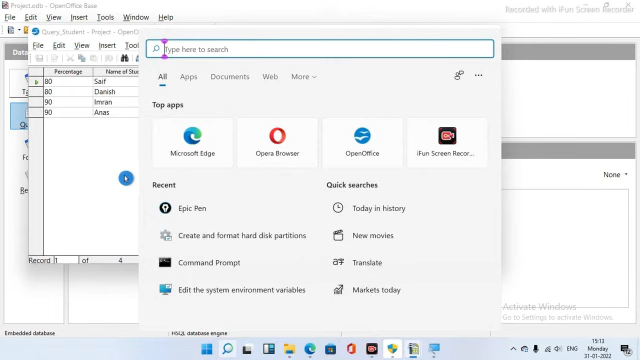 Project.odb - OpenOffice Base
Recorded with iFun Screen Recorder
File Edit View Insert Tools Window Help
Query_Student - Project - OpenOffice
File Edit View Insert Tools
Type here to search
All Apps Documents Web More
Percentage Name of Stu
80 Saif
80 Danish
90 Imran
90 Anas
Record 1 of 4
Top apps
Microsoft Edge Opera Browser OpenOffice iFun Screen Recor...
Recent Quick searches
Epic Pen Today in history
Create and format hard disk partitions New movies
Command Prompt Translate
Edit the system environment variables Markets today
None
Activate Windows
Go to Settings to activate Windows.
Embedded database HSQL database engine
ENG
15:13
Monday
31-01-2022